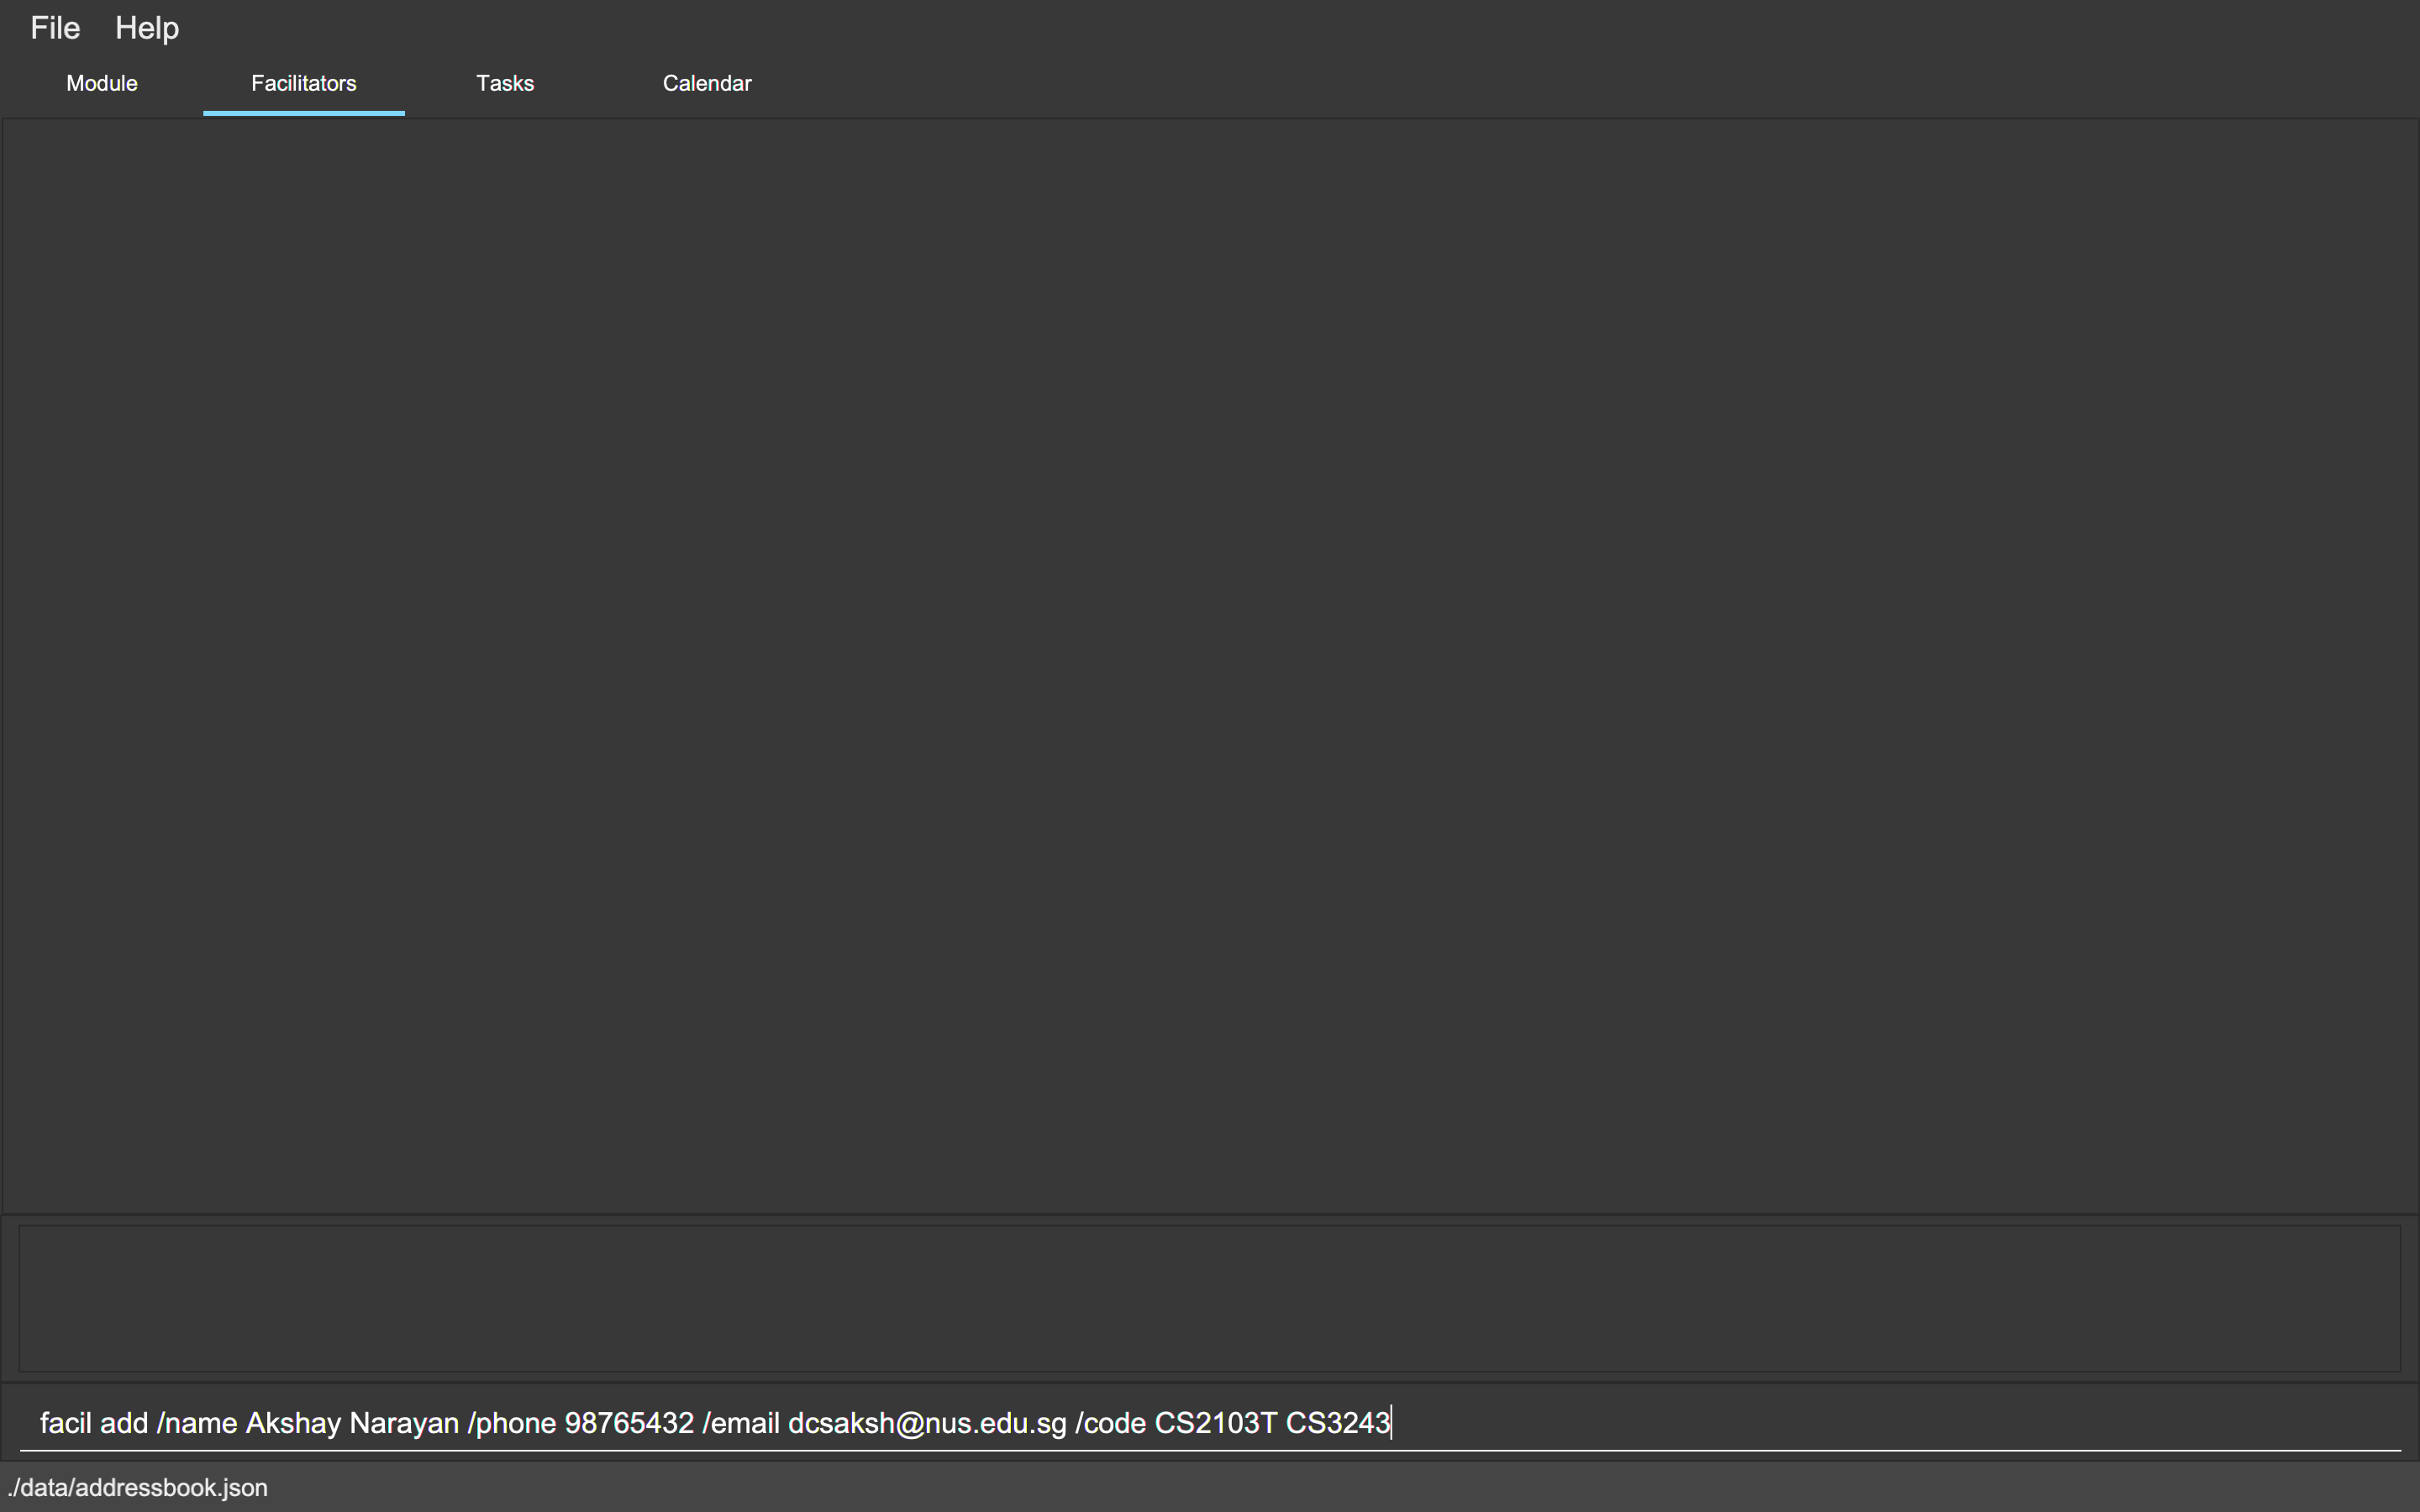 File Help
Module Facilitators Tasks Calendar
facil add /name Akshay Narayan /phone 98765432 /email dcsaksh@nus.edu.sg /code CS2103T CS3243
./data/addressbook.json